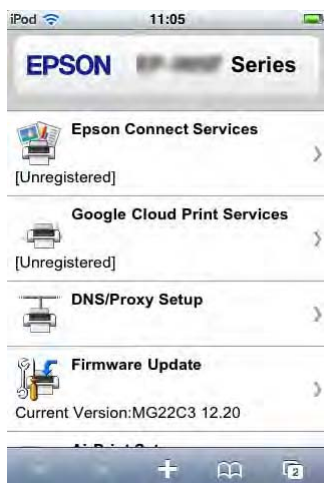 iPod 11:05
EPSON Series
Epson Connect Services
[Unregistered]
Google Cloud Print Services
[Unregistered]
DNS/Proxy Setup
Firmware Update
Current Version:MG22C3 12.20
2